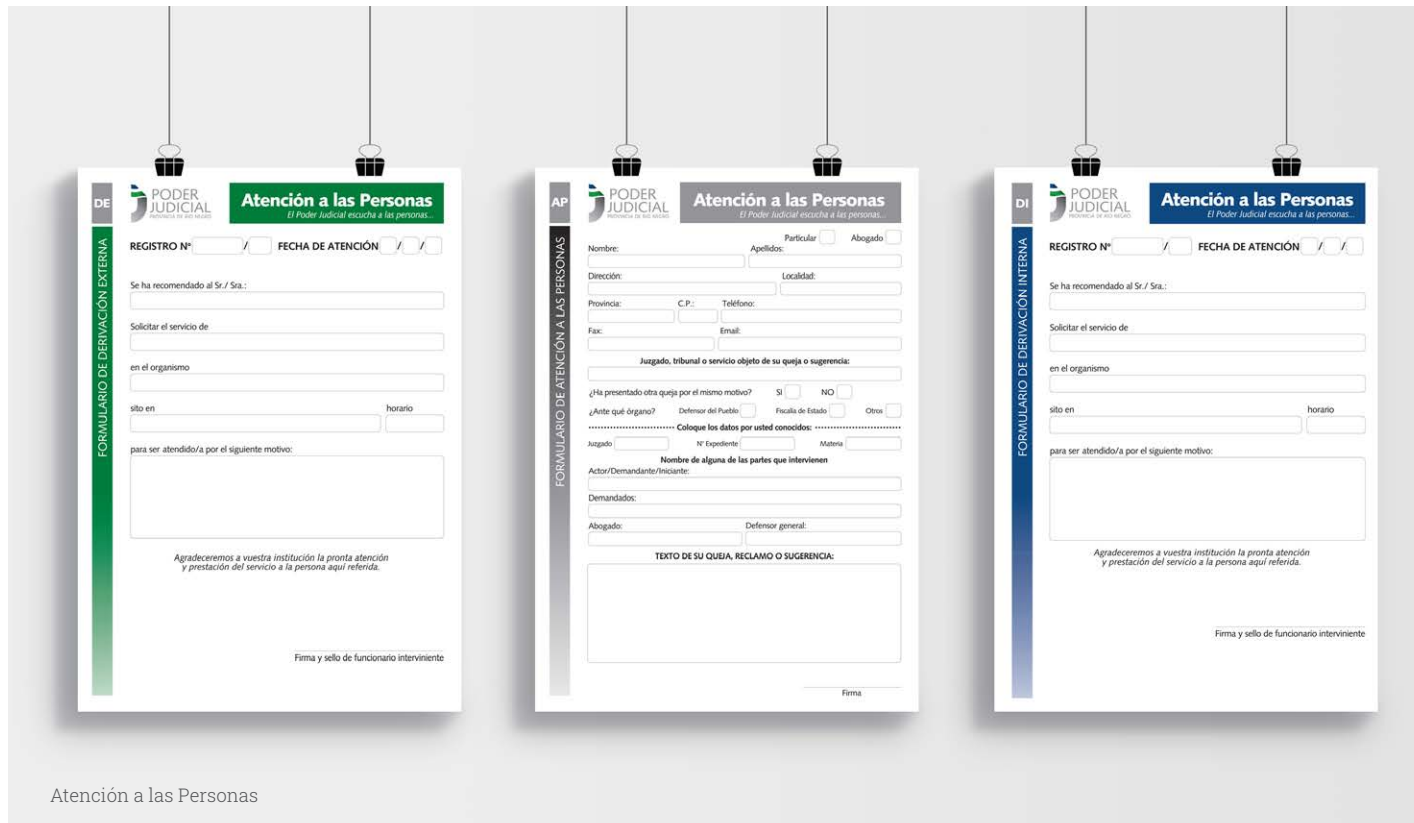 DE
PODER
JUDICIAL
PROVINCIA DE RÍO NEGRO
Atención a las Personas
El Poder Judicial escucha a las personas...
FORMULARIO DE DERIVACIÓN EXTERNA
REGISTRO Nº / FECHA DE ATENCIÓN / /
Se ha recomendado al Sr./ Sra.:
Solicitar el servicio de
en el organismo
sito en horario
para ser atendido/a por el siguiente motivo:
Agradeceremos a vuestra institución la pronta atención
y prestación del servicio a la persona aquí referida.
Firma y sello de funcionario interviniente
AP
PODER
JUDICIAL
PROVINCIA DE RÍO NEGRO
Atención a las Personas
El Poder Judicial escucha a las personas...
FORMULARIO DE ATENCIÓN A LAS PERSONAS
Particular Abogado
Nombre: Apellidos:
Dirección: Localidad:
Provincia: C.P.: Teléfono:
Fax: Email:
Juzgado, tribunal o servicio objeto de su queja o sugerencia:
¿Ha presentado otra queja por el mismo motivo? SI NO
¿Ante qué órgano? Defensor del Pueblo Fiscalía de Estado Otros
Coloque los datos por usted conocidos:
Juzgado Nº Expediente Materia
Nombre de alguna de las partes que intervienen
Actor/Demandante/Iniciante:
Demandados:
Abogado: Defensor general:
TEXTO DE SU QUEJA, RECLAMO O SUGERENCIA:
Firma
DI
PODER
JUDICIAL
PROVINCIA DE RÍO NEGRO
Atención a las Personas
El Poder Judicial escucha a las personas...
FORMULARIO DE DERIVACIÓN INTERNA
REGISTRO Nº / FECHA DE ATENCIÓN / /
Se ha recomendado al Sr./ Sra.:
Solicitar el servicio de
en el organismo
sito en horario
para ser atendido/a por el siguiente motivo:
Agradeceremos a vuestra institución la pronta atención
y prestación del servicio a la persona aquí referida.
Firma y sello de funcionario interviniente
Atención a las Personas